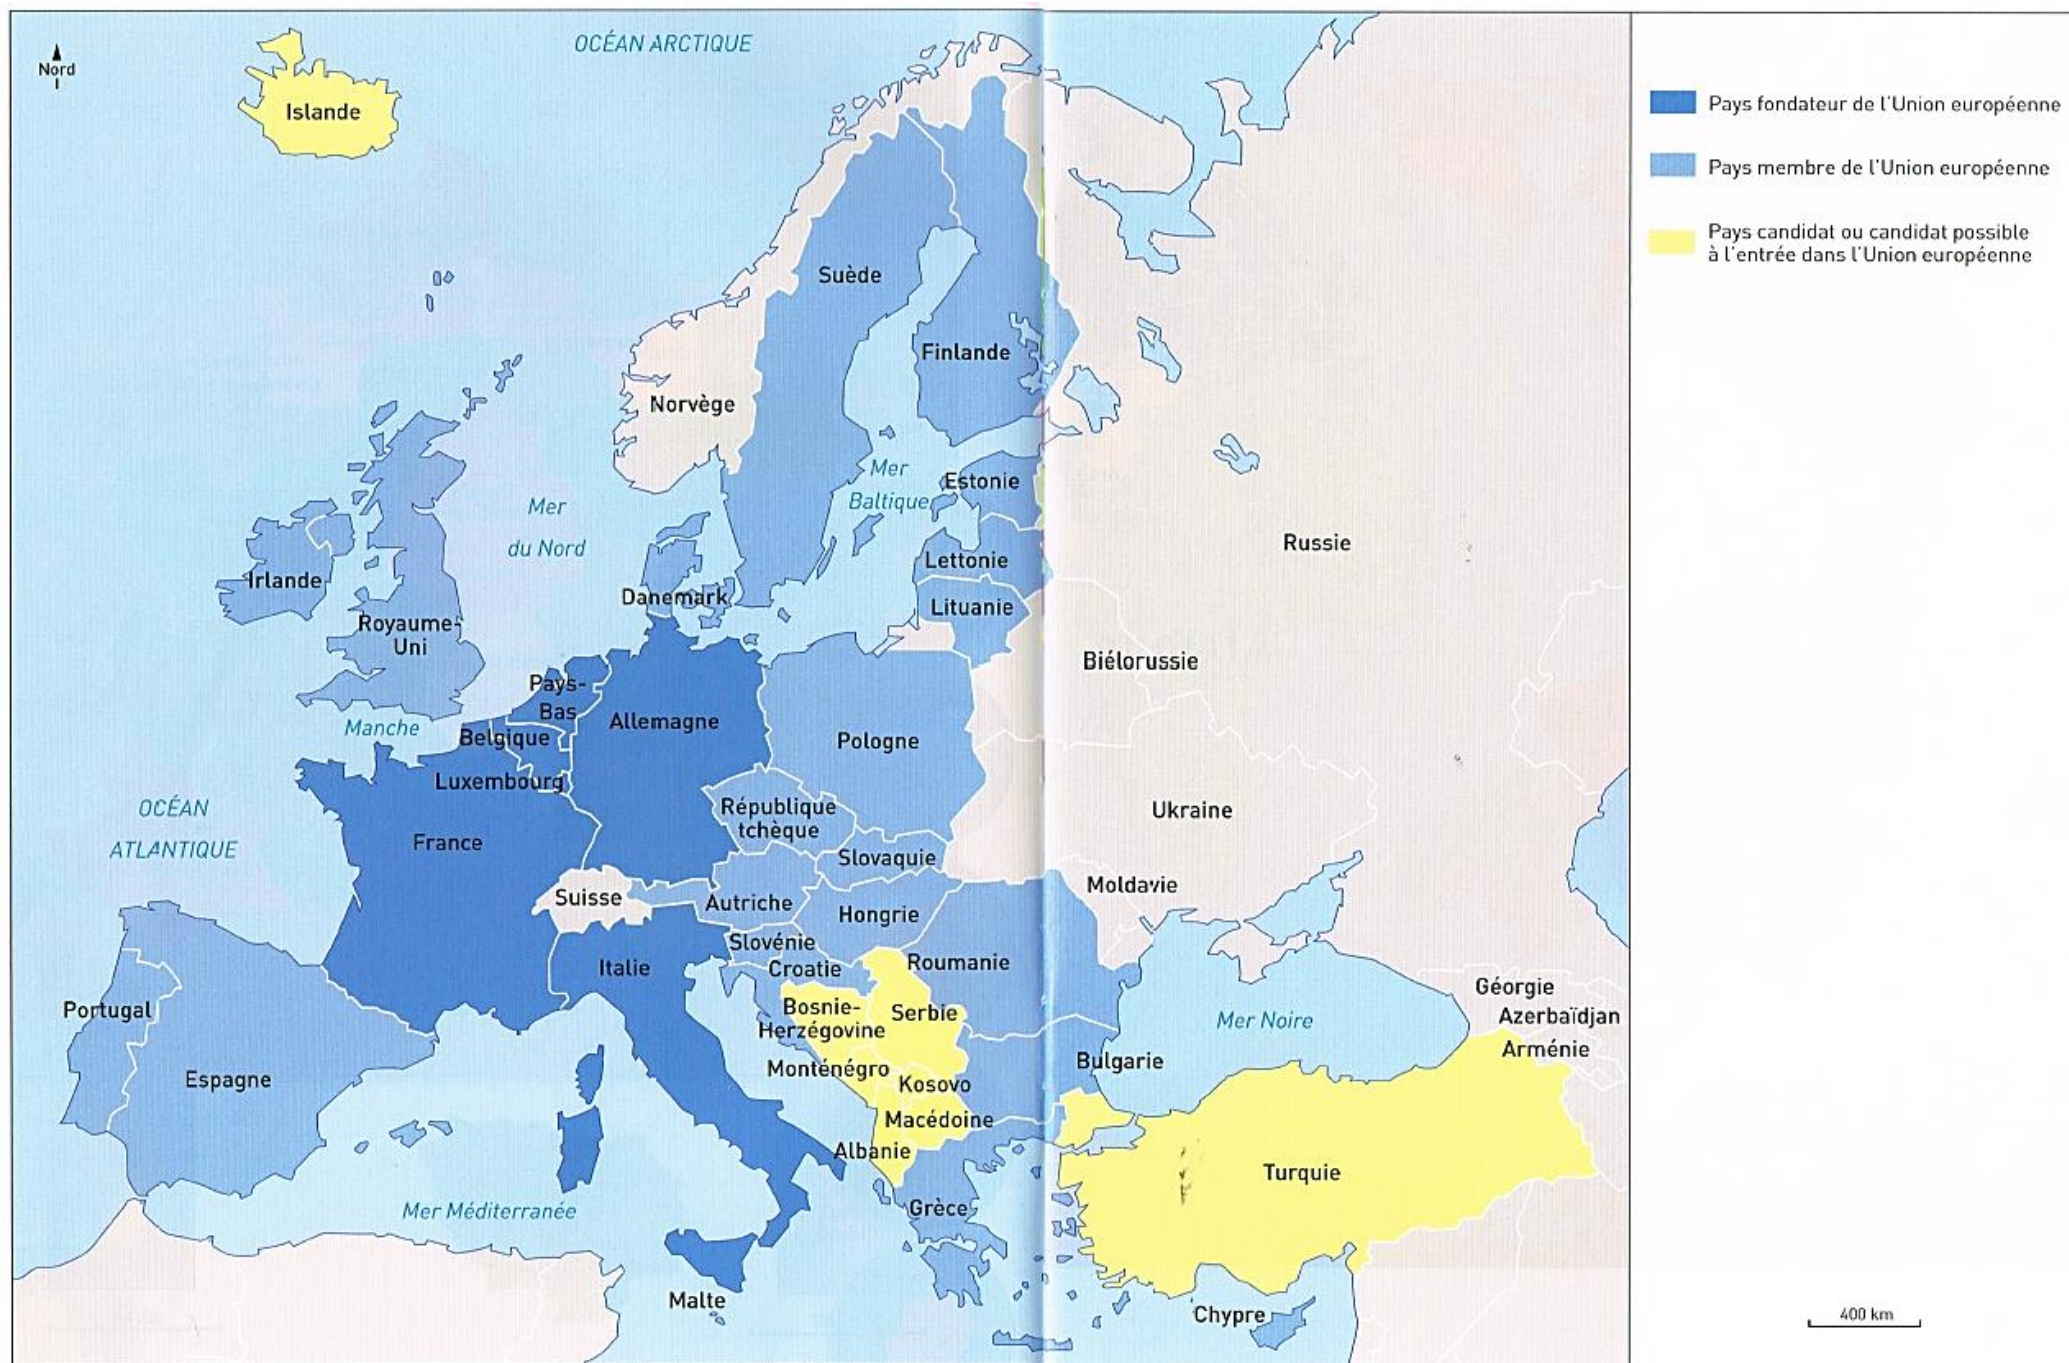 Nord
OCÉAN ARCTIQUE
Islande
Pays fondateur de l'Union européenne
Pays membre de l'Union européenne
Pays candidat ou candidat possible
à l'entrée dans l'Union européenne
Suède
Finlande
Norvège
Mer
Baltique
Estonie
Mer
du Nord
Russie
Lettonie
Irlande
Danemark
Lituanie
Royaume-
Uni
Biélorussie
Pays-
Bas
Allemagne
Manche
Belgique
Pologne
Luxembourg
OCÉAN
ATLANTIQUE
République
tchèque
Ukraine
France
Slovaquie
Moldavie
Suisse
Autriche
Hongrie
Slovénie
Croatie
Italie
Roumanie
Géorgie
Portugal
Bosnie-
Herzégovine
Serbie
Mer Noire
Azerbaïdjan
Arménie
Bulgarie
Monténégro
Espagne
Kosovo
Macédoine
Albanie
Turquie
Mer Méditerranée
Grèce
Malte
Chypre
400 km